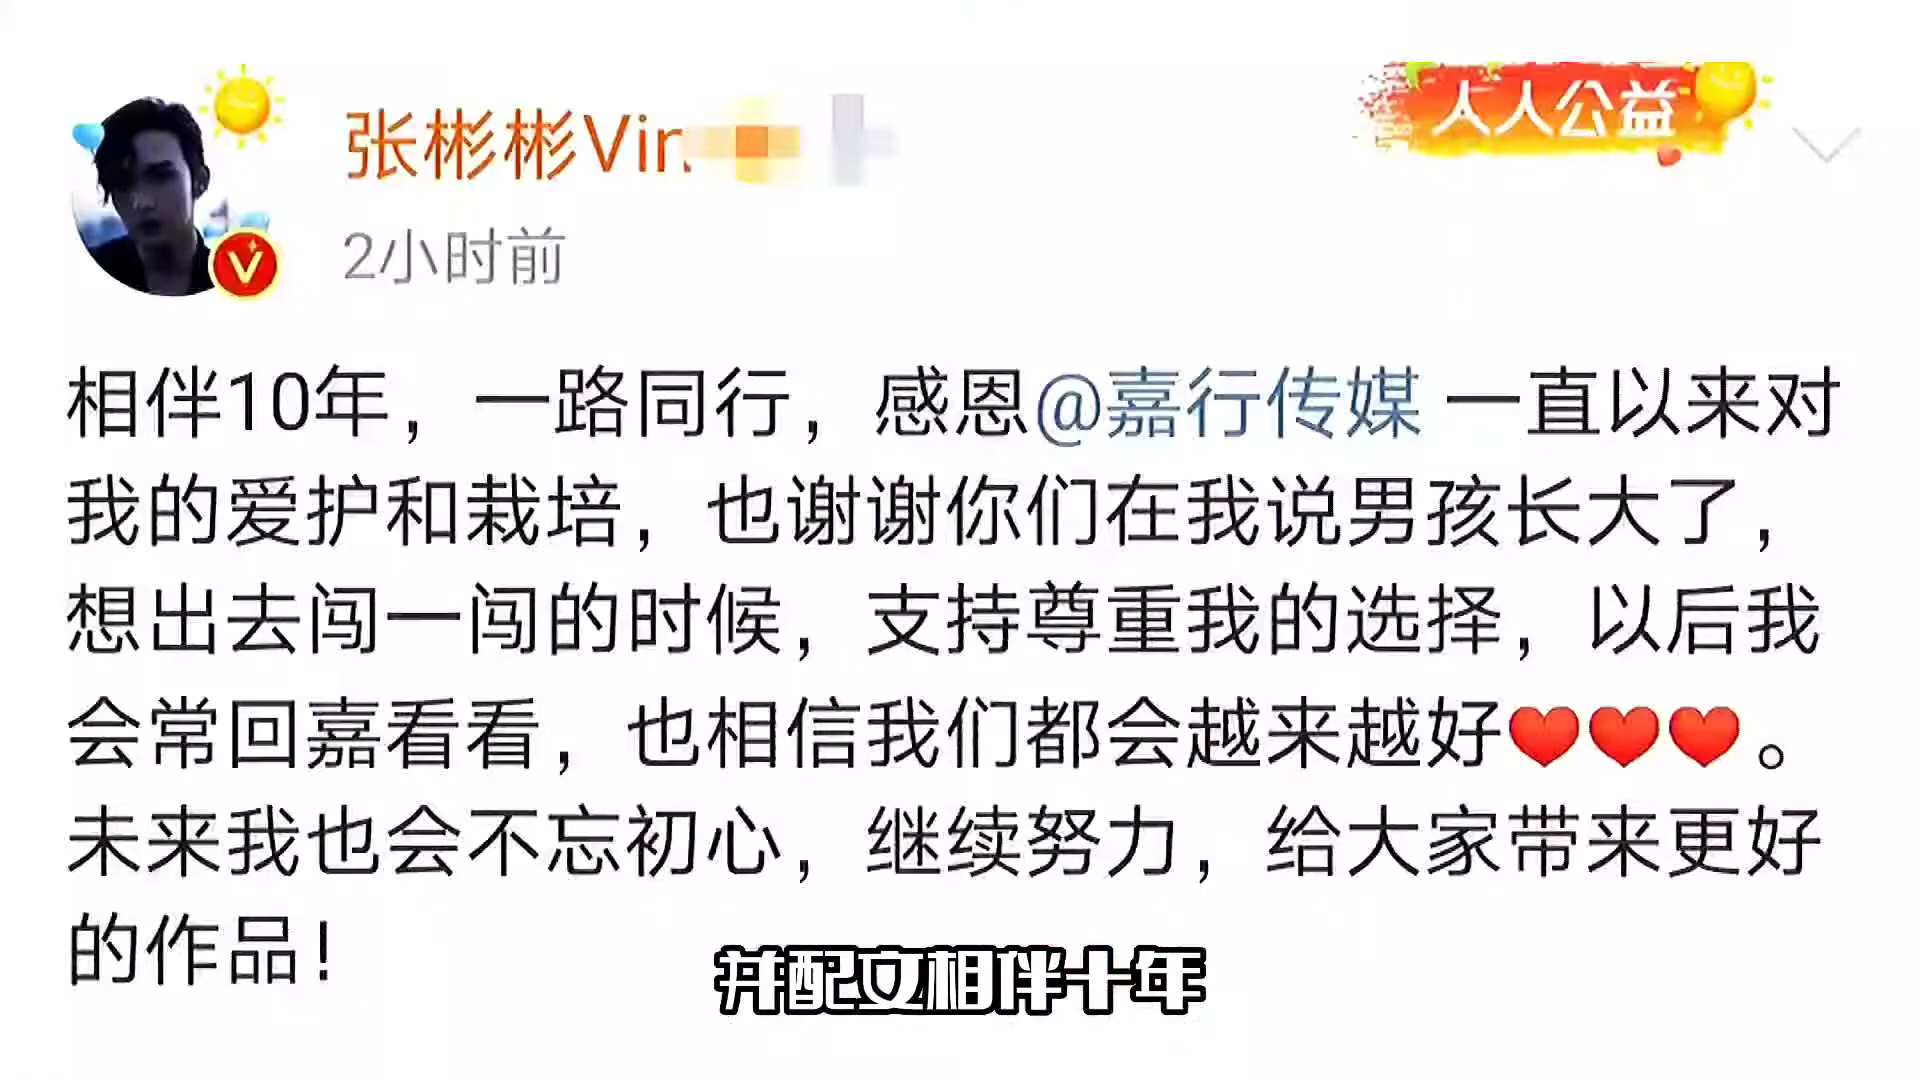 人人公益
张彬彬Vin
2小时前
相伴10年，一路同行，感恩@嘉行传媒 一直以来对
我的爱护和栽培，也谢谢你们在我说男孩长大了，
想出去闯一闯的时候，支持尊重我的选择，以后我
会常回嘉看看，也相信我们都会越来越好❤❤❤。
未来我也会不忘初心，继续努力，给大家带来更好
的作品！
并配文相伴十年